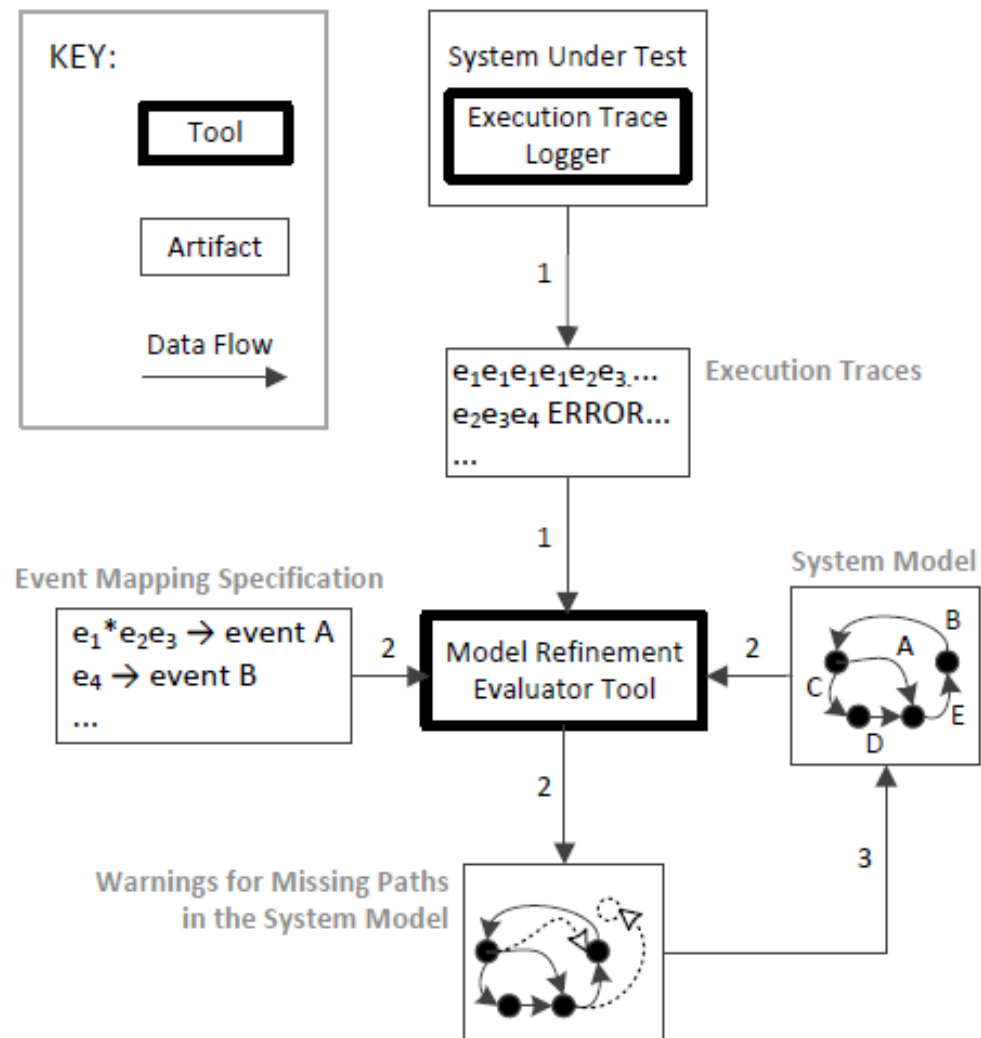 KEY:
Tool
Artifact
Data Flow
System Under Test
Execution Trace
Logger
1
e₁e₁e₁e₁e₂e₃...
e₂e₃e₄ ERROR...
...
Execution Traces
1
Event Mapping Specification
e₁*e₂e₃ → event A
e₄ → event B
...
2
Model Refinement
Evaluator Tool
2
System Model
B
A
C
E
D
2
3
Warnings for Missing Paths
in the System Model